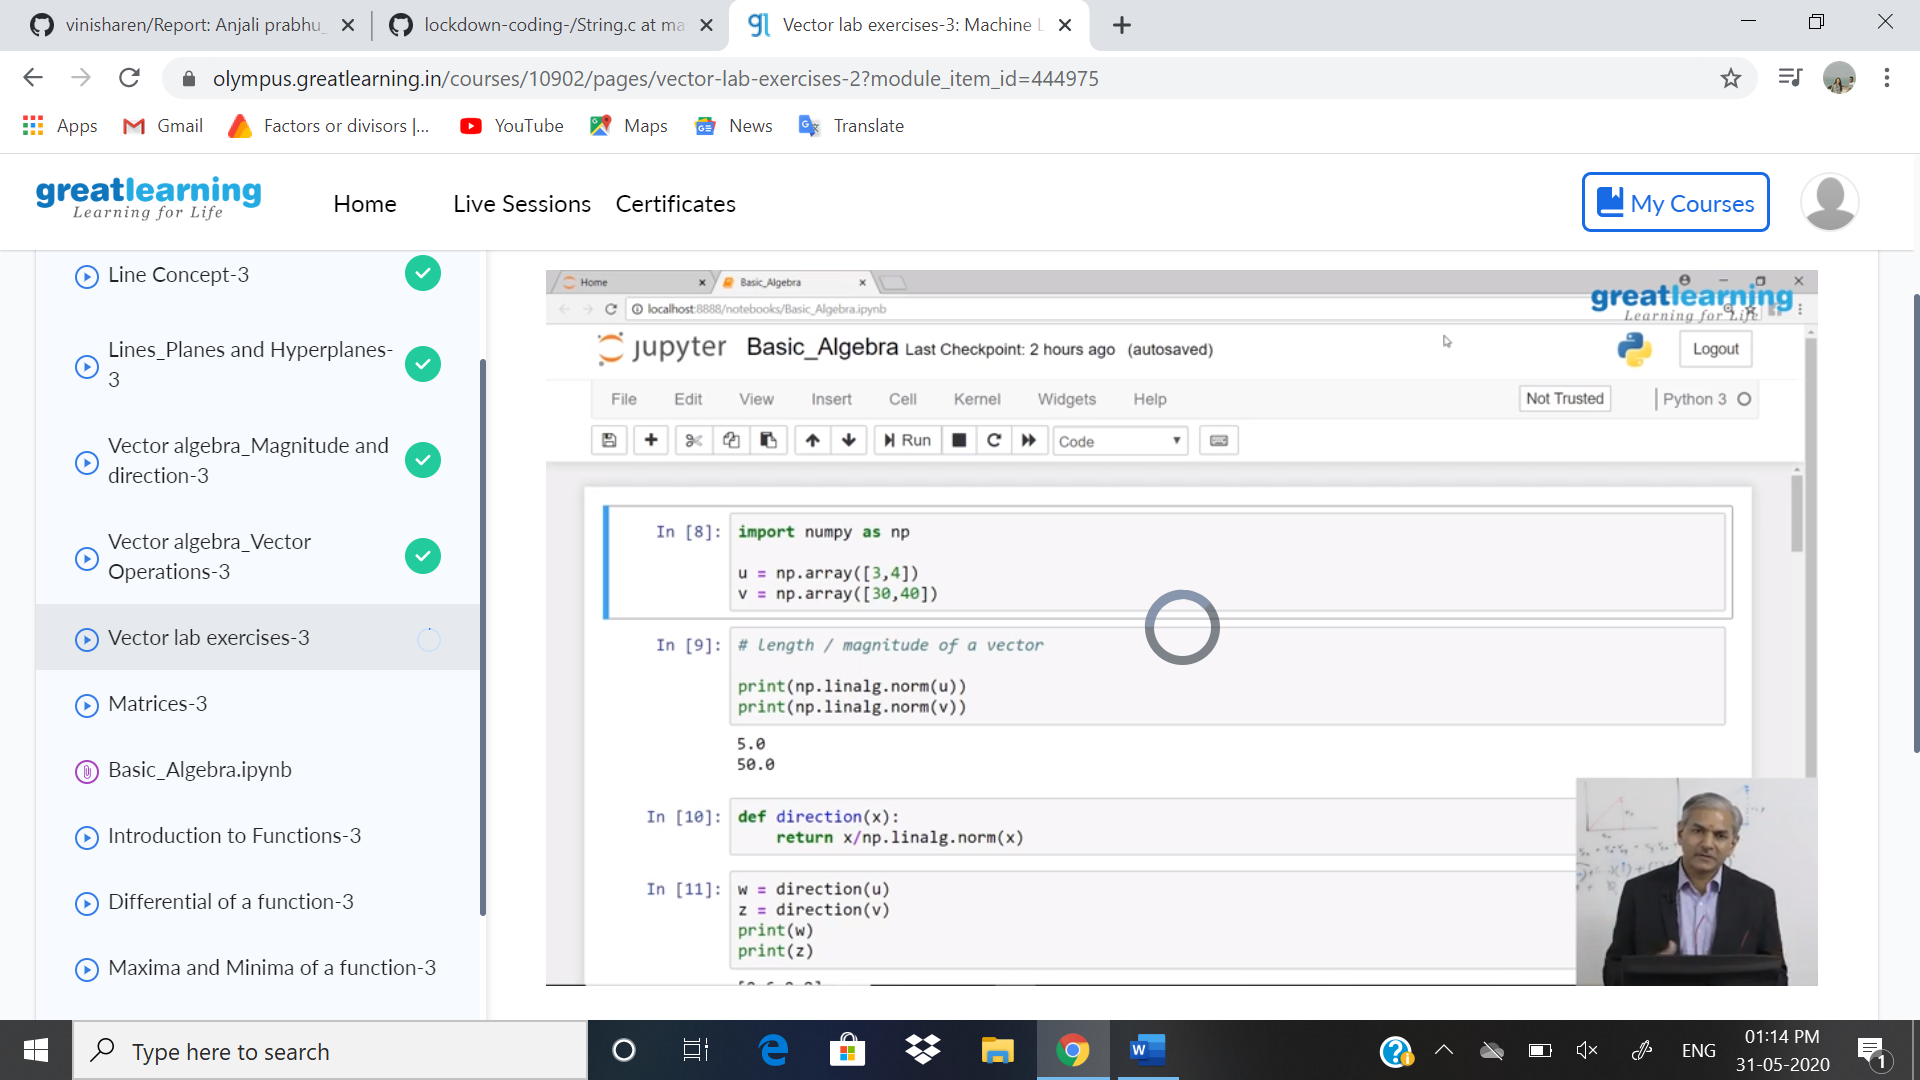 vinisharen/Report: Anjali prabhu_
lockdown-coding-/String.c at ma
Vector lab exercises-3: Machine L
olympus.greatlearning.in/courses/10902/pages/vector-lab-exercises-2?module_item_id=444975
Apps
Gmail
Factors or divisors |...
YouTube
Maps
News
Translate
greatlearning
Learning for Life
Home
Live Sessions
Certificates
My Courses
Line Concept-3
Lines_Planes and Hyperplanes-
3
Vector algebra_Magnitude and
direction-3
Vector algebra_Vector
Operations-3
Vector lab exercises-3
Matrices-3
Basic_Algebra.ipynb
Introduction to Functions-3
Differential of a function-3
Maxima and Minima of a function-3
Home
Basic_Algebra
localhost:8888/notebooks/Basic_Algebra.ipynb
greatlearning
Learning for Life
jupyter Basic_Algebra Last Checkpoint: 2 hours ago (autosaved)
Logout
File Edit View Insert Cell Kernel Widgets Help
Not Trusted
Python 3
Run
Code
In [8]: import numpy as np
u = np.array([3,4])
v = np.array([30,40])
In [9]: # length / magnitude of a vector
print(np.linalg.norm(u))
print(np.linalg.norm(v))
5.0
50.0
In [10]: def direction(x):
return x/np.linalg.norm(x)
In [11]: w = direction(u)
z = direction(v)
print(w)
print(z)
Type here to search
ENG
01:14 PM
31-05-2020
1